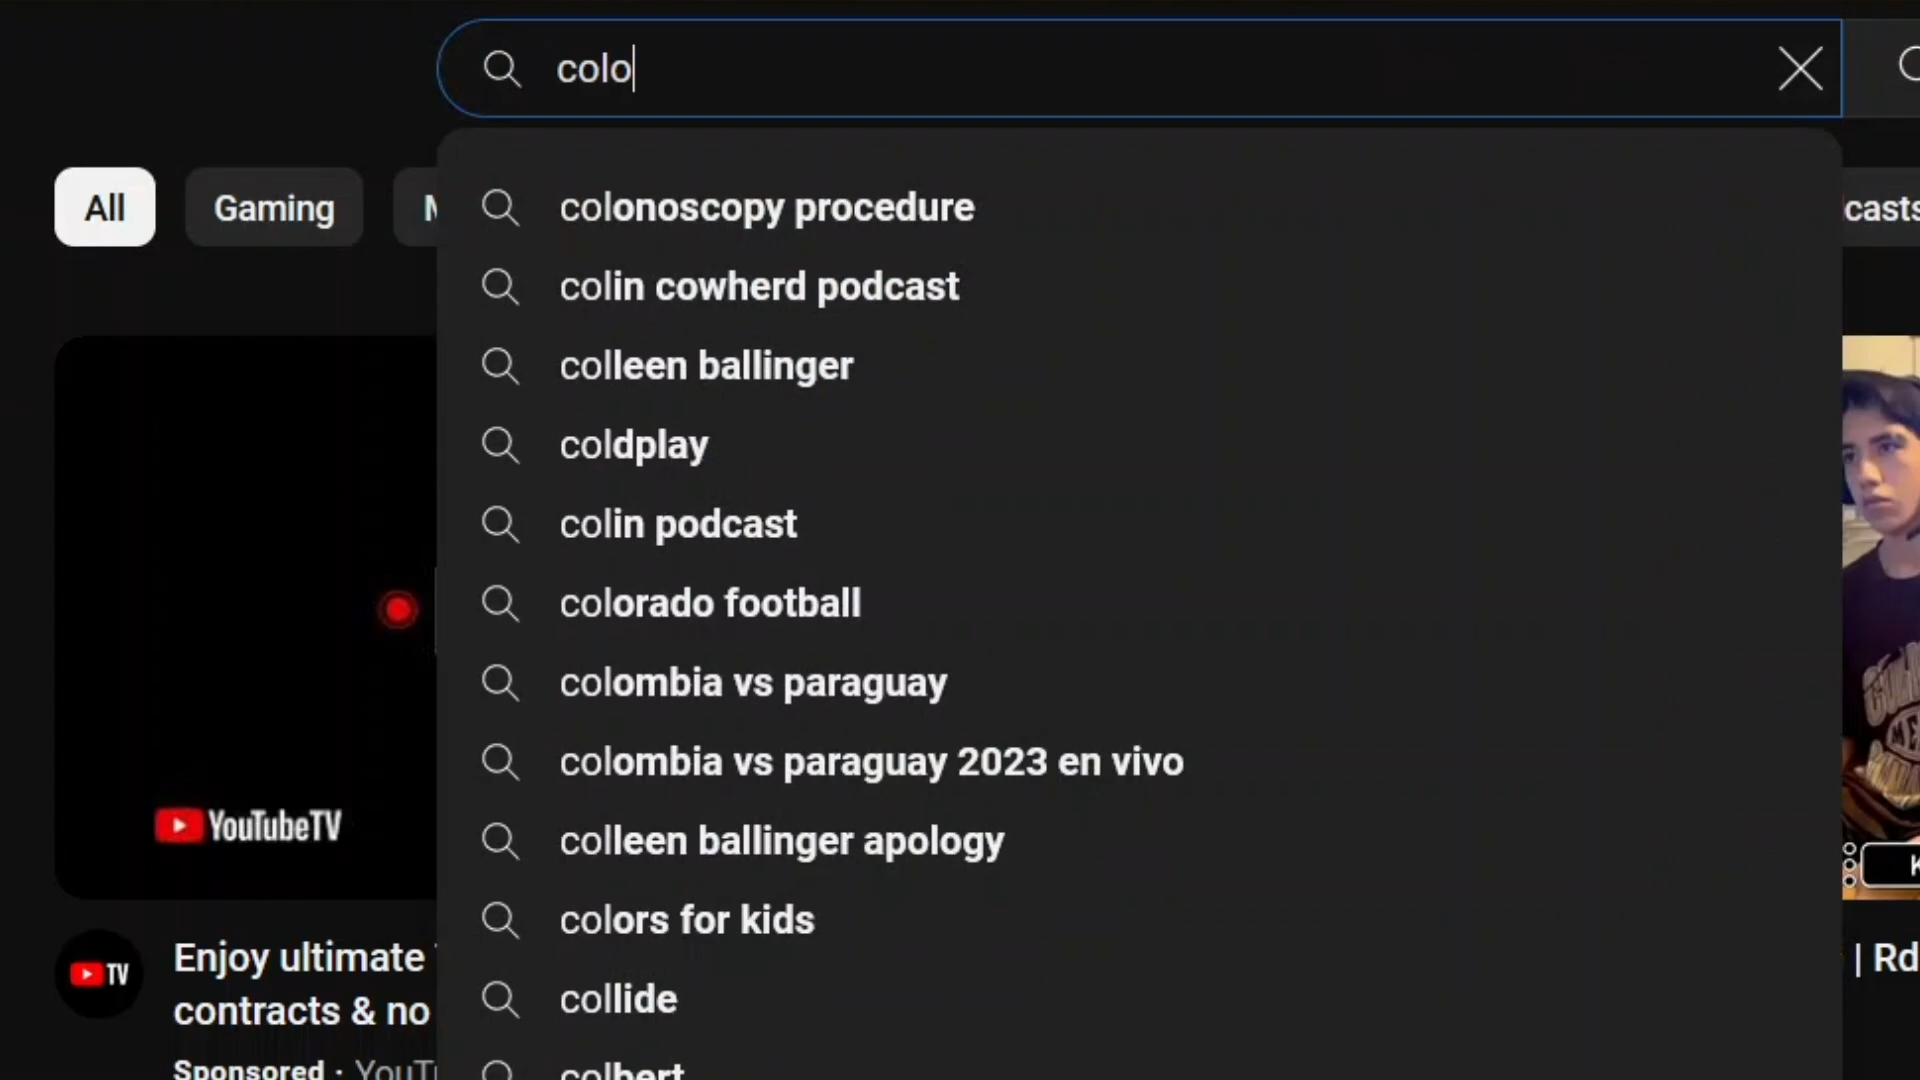 colo
All
Gaming
casts
colonoscopy procedure
colin cowherd podcast
colleen ballinger
coldplay
colin podcast
colorado football
colombia vs paraguay
colombia vs paraguay 2023 en vivo
colleen ballinger apology
colors for kids
collide
colbert
YouTubeTV
TV
Enjoy ultimate
contracts & no
Sponsored · YouT
| Rd
K